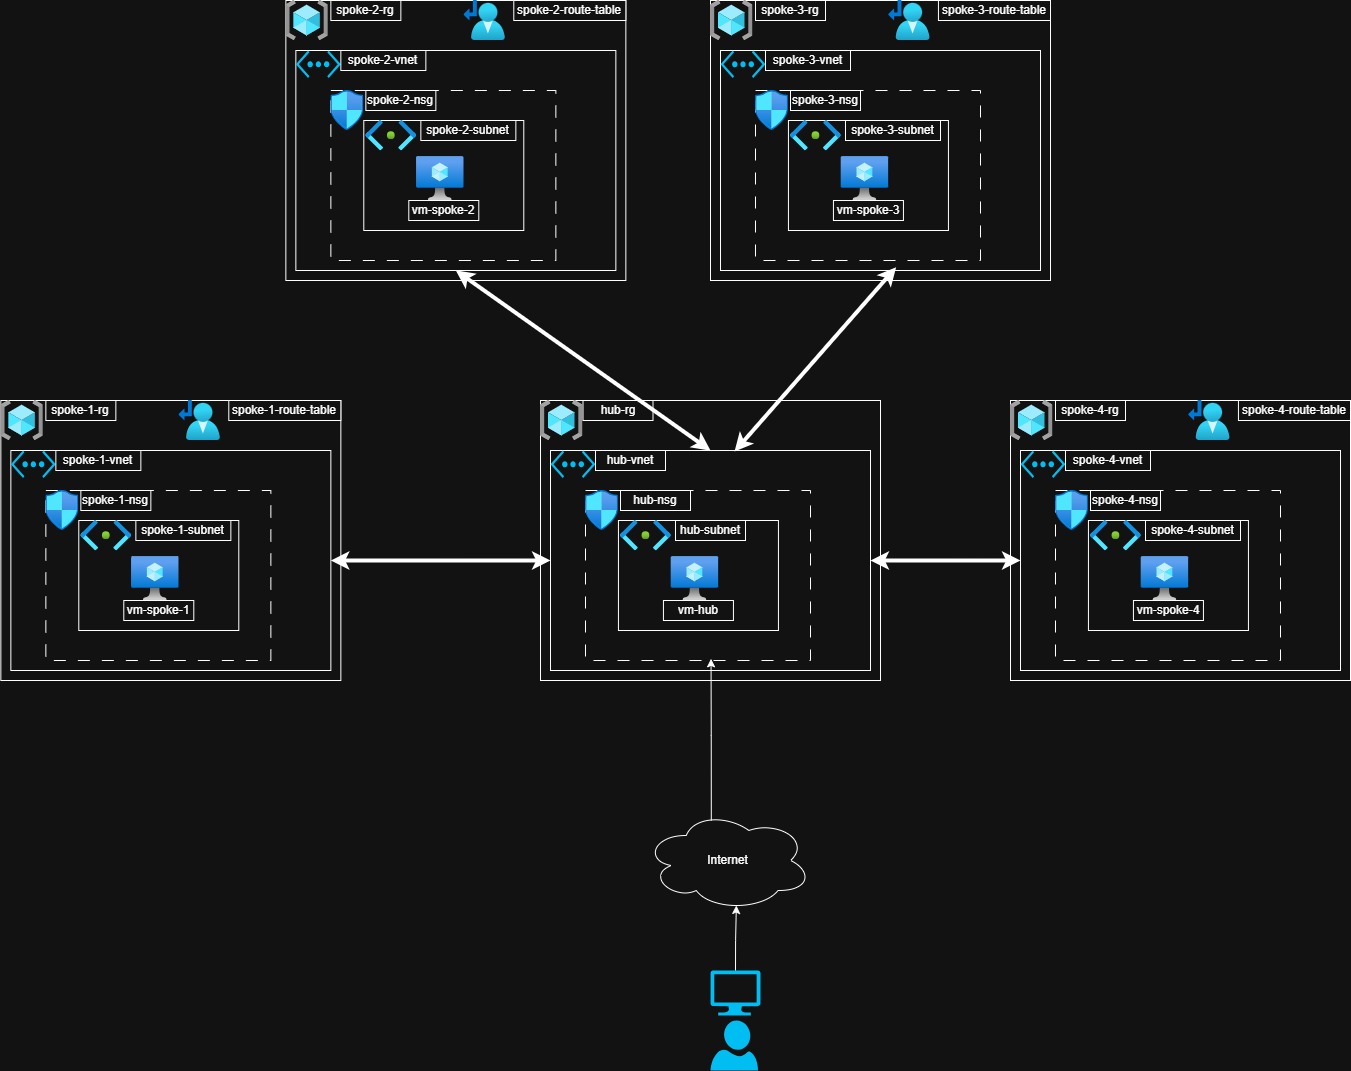 spoke-2-rg
spoke-2-route-table
spoke-2-vnet
spoke-2-nsg
spoke-2-subnet
vm-spoke-2
spoke-3-rg
spoke-3-route-table
spoke-3-vnet
spoke-3-nsg
spoke-3-subnet
vm-spoke-3
spoke-1-rg
spoke-1-route-table
spoke-1-vnet
spoke-1-nsg
spoke-1-subnet
vm-spoke-1
hub-rg
hub-vnet
hub-nsg
hub-subnet
vm-hub
spoke-4-rg
spoke-4-route-table
spoke-4-vnet
spoke-4-nsg
spoke-4-subnet
vm-spoke-4
Internet